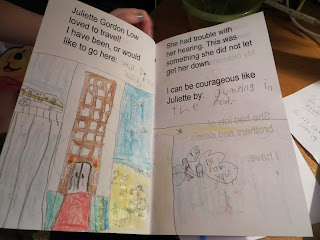 Juliette Gordon Low
loved to travel!
I have been, or would
like to go here:
She had trouble with
her hearing. This was
something she did not let
get her down.
I can be courageous like
Juliette by: Jumping in
the